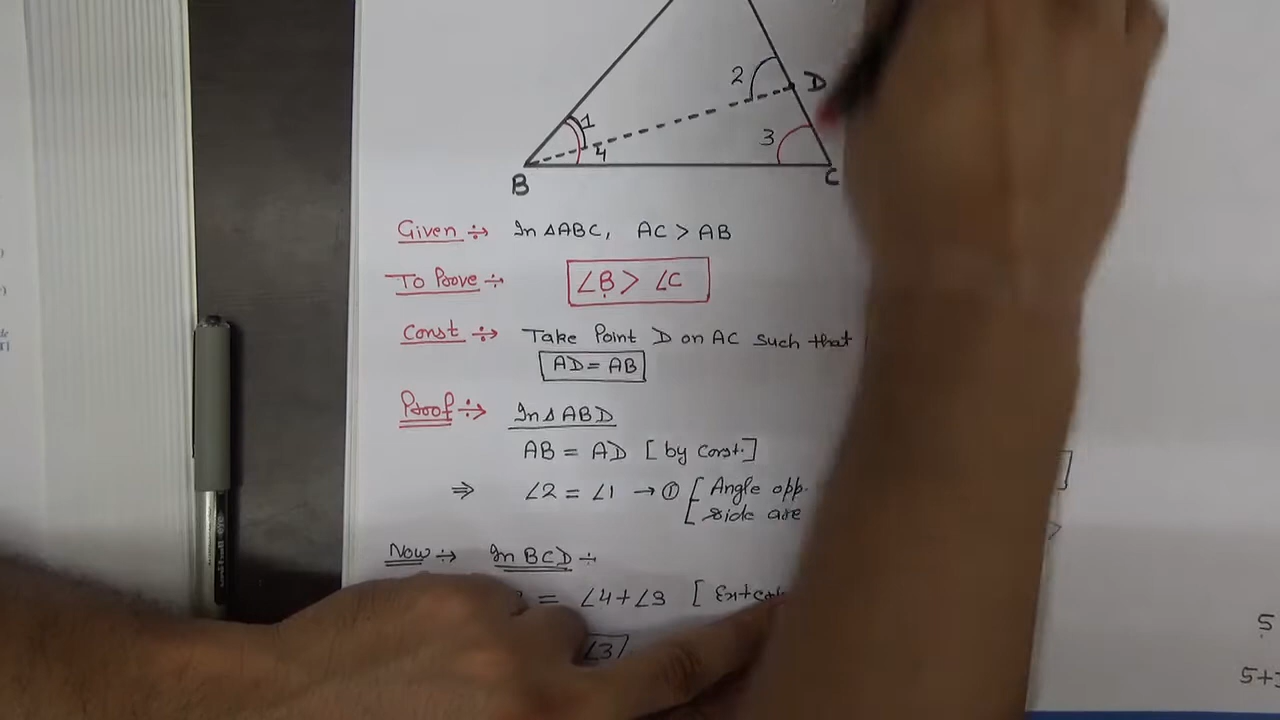 2
D
1
3
4
B
C
Given ÷> In ΔABC, AC > AB
To Prove ÷ ∠B > ∠C
Const ÷> Take Point D on AC such that
AD = AB
Proof ÷> In Δ ABD
AB = AD [by Const.]
⇒ ∠2 = ∠1 → ① [Angle opp.
side are
Now ÷> In BCD ÷
= ∠4+∠3 [
∠3
5